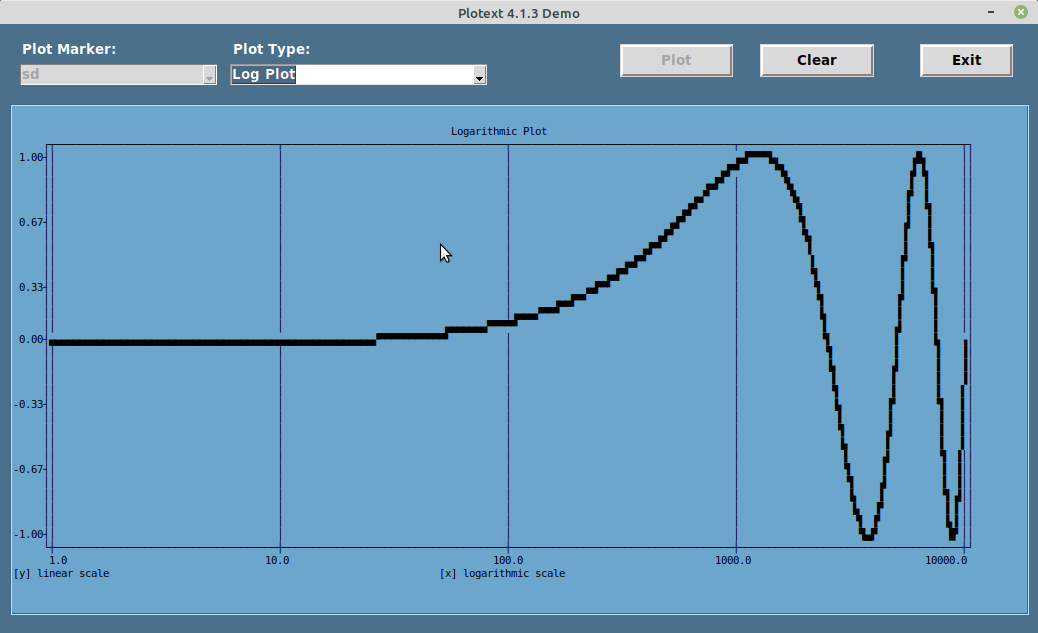 Plotext 4.1.3 Demo
Plot Marker: Plot Type:
sd Log Plot Plot Clear Exit
Logarithmic Plot
1.00
0.67
0.33
0.00
-0.33
-0.67
-1.00
1.0 10.0 100.0 1000.0 10000.0
[y] linear scale [x] logarithmic scale